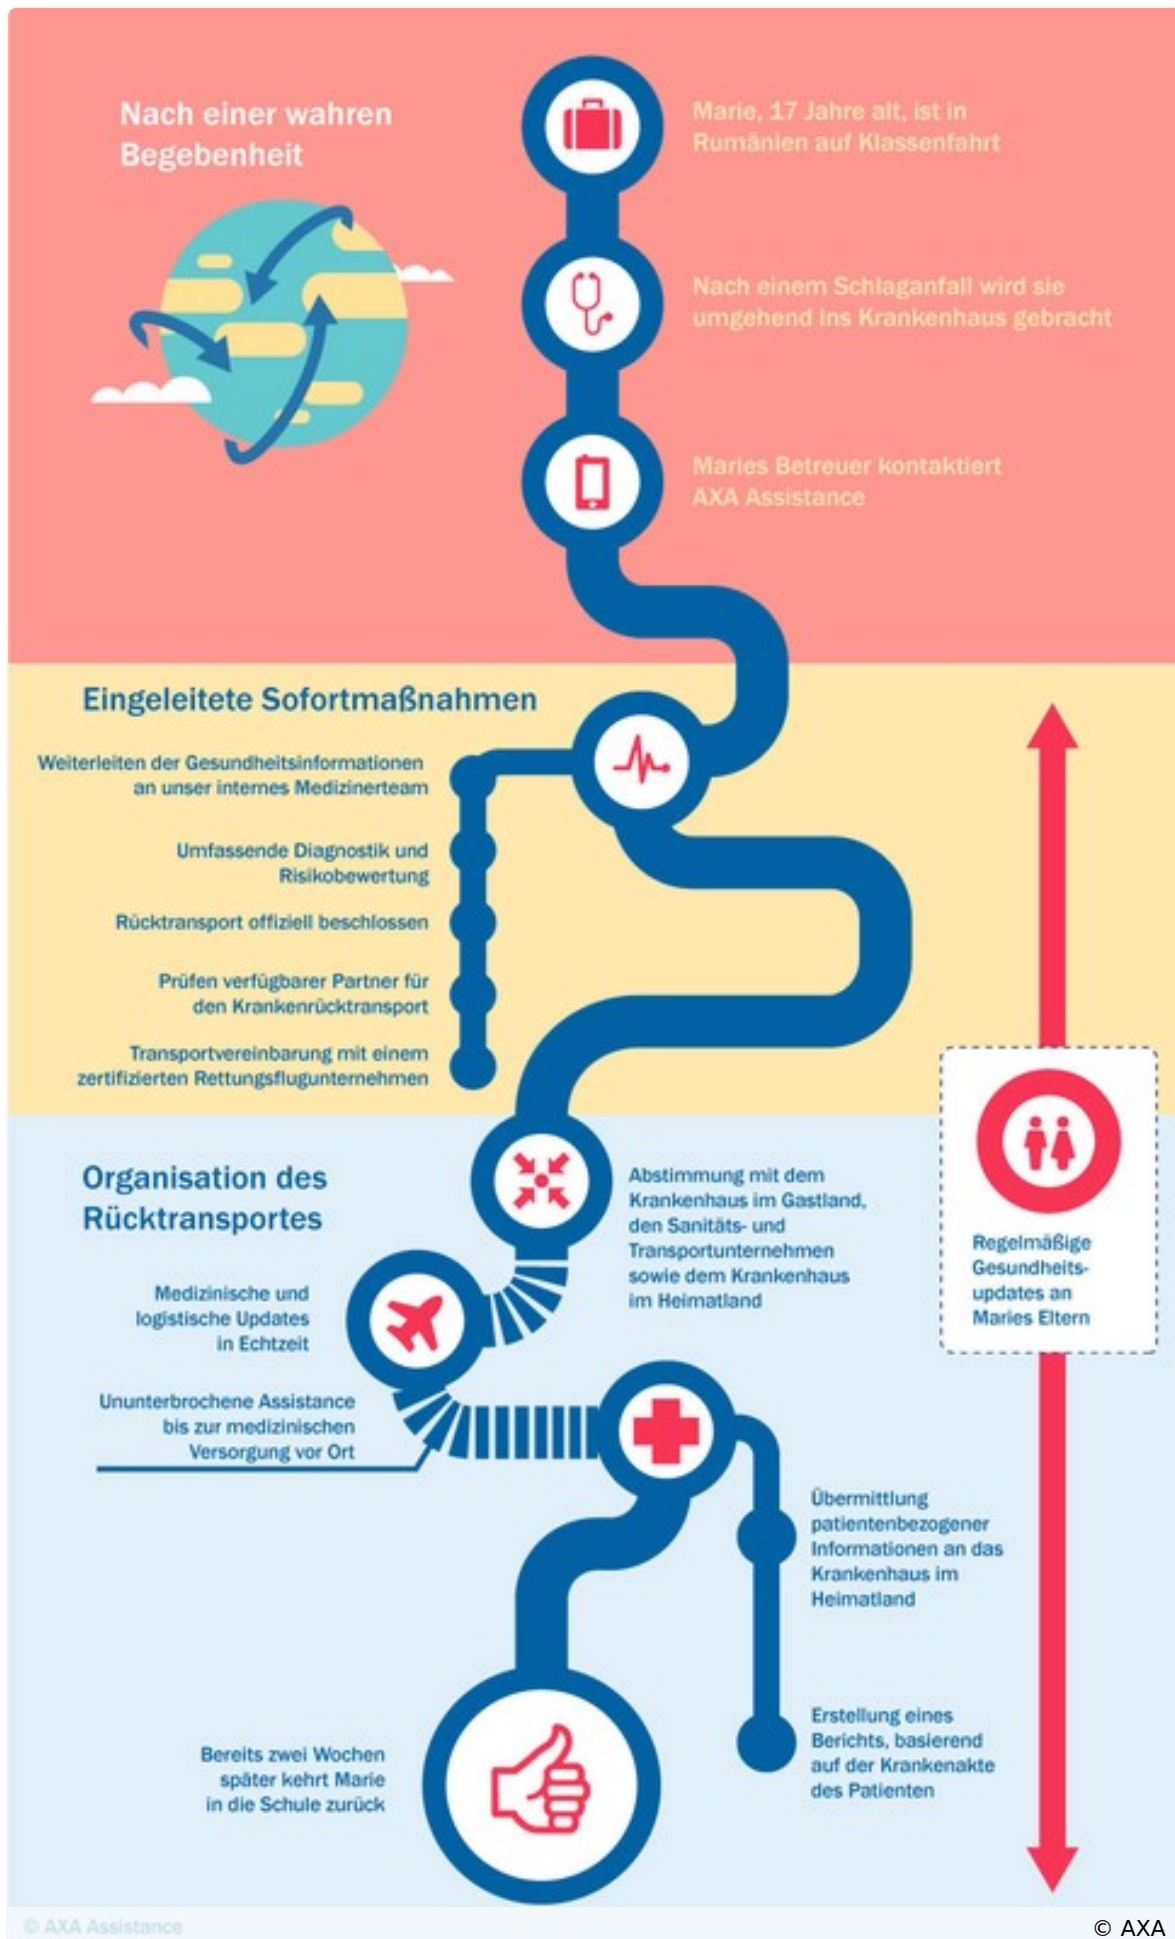 Nach einer wahren
Begebenheit
Marie, 17 Jahre alt, ist in
Rumänien auf Klassenfahrt
Nach einem Schlaganfall wird sie
umgehend ins Krankenhaus gebracht
Maries Betreuer kontaktiert
AXA Assistance
Eingeleitete Sofortmaßnahmen
Weiterleiten der Gesundheitsinformationen
an unser internes Medizinerteam
Umfassende Diagnostik und
Risikobewertung
Rücktransport offiziell beschlossen
Prüfen verfügbarer Partner für
den Krankenrücktransport
Transportvereinbarung mit einem
zertifizierten Rettungsflugunternehmen
Organisation des
Rücktransportes
Abstimmung mit dem
Krankenhaus im Gastland,
den Sanitäts- und
Transportunternehmen
sowie dem Krankenhaus
im Heimatland
Regelmäßige
Gesundheits-
updates an
Maries Eltern
Medizinische und
logistische Updates
in Echtzeit
Ununterbrochene Assistance
bis zur medizinischen
Versorgung vor Ort
Übermittlung
patientenbezogener
Informationen an das
Krankenhaus im
Heimatland
Erstellung eines
Berichts, basierend
auf der Krankenakte
des Patienten
Bereits zwei Wochen
später kehrt Marie
in die Schule zurück
© AXA Assistance
© AXA